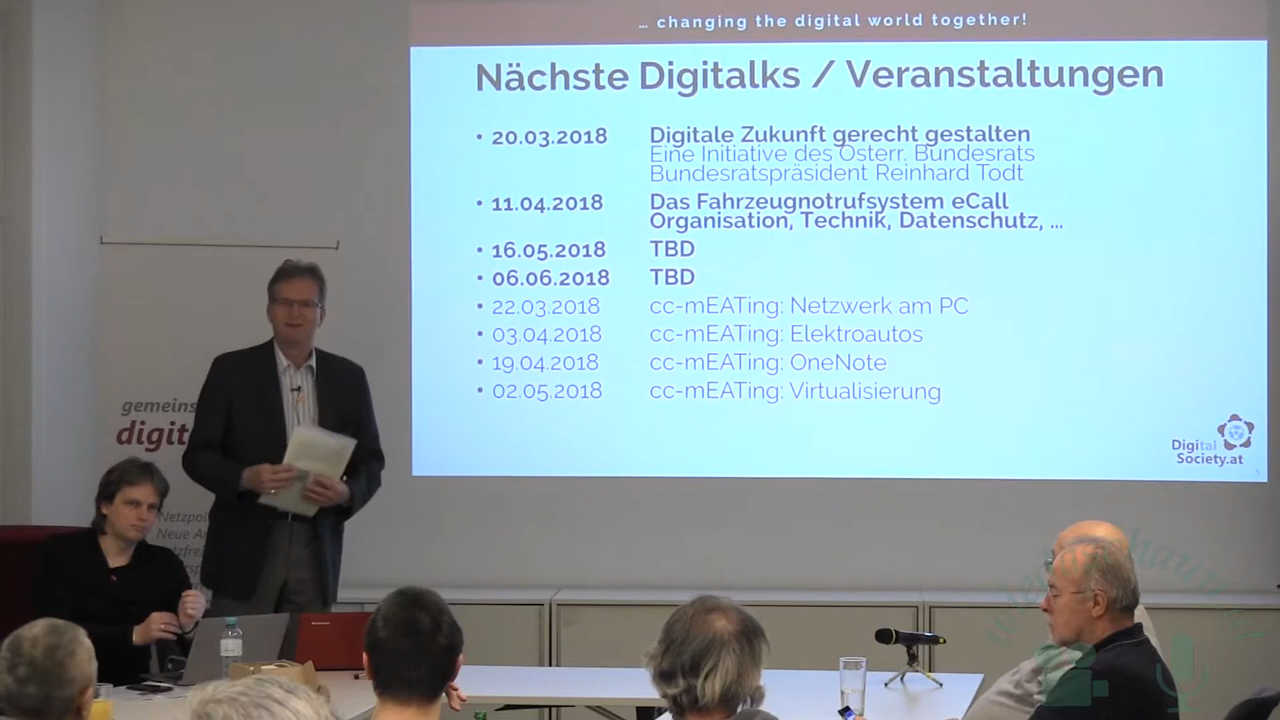 … changing the digital world together!
Nächste Digitalks / Veranstaltungen
• 20.03.2018 Digitale Zukunft gerecht gestalten
Eine Initiative des Österr. Bundesrats
Bundesratspräsident Reinhard Todt
• 11.04.2018 Das Fahrzeugnotrufsystem eCall
Organisation, Technik, Datenschutz, ...
• 16.05.2018 TBD
• 06.06.2018 TBD
• 22.03.2018 cc-mEATing: Netzwerk am PC
• 03.04.2018 cc-mEATing: Elektroautos
• 19.04.2018 cc-mEATing: OneNote
• 02.05.2018 cc-mEATing: Virtualisierung
Digital
Society.at
5
gemeins
digit
Netzpol
Neue A